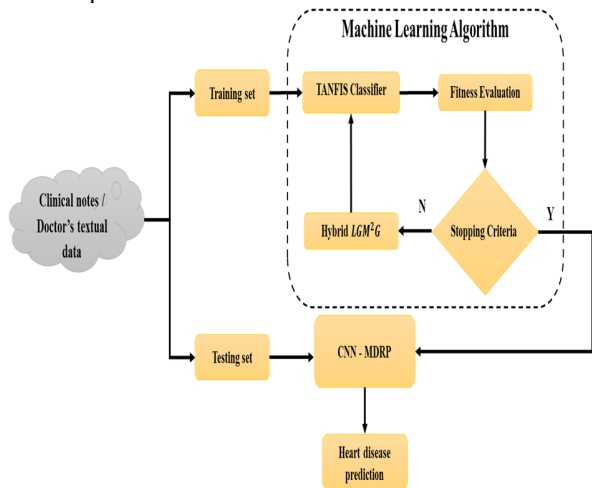 Machine Learning Algorithm
Training set
TANFIS Classifier
Fitness Evaluation
Clinical notes /
Doctor's textual
data
Hybrid LGM²G
N
Stopping Criteria
Y
Testing set
CNN - MDRP
Heart disease
prediction